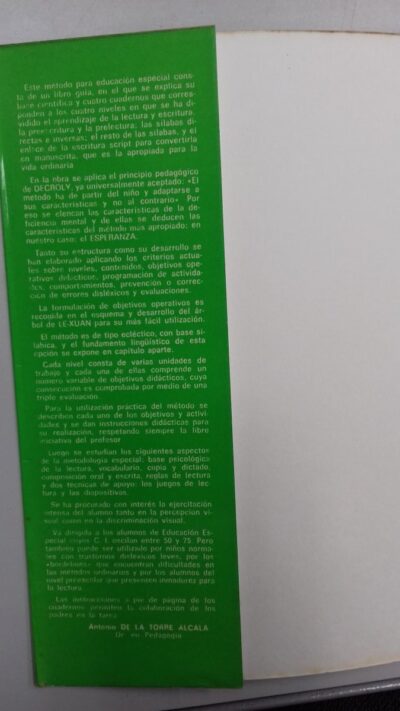 Este método para educación especial cons-
ta de un libro guía, en el que se explica su
base científica y cuatro cuadernos que corres-
ponden a los cuatro niveles en que se ha di-
vidido el aprendizaje de la lectura y escritura,
la preescritura y la prelectura; las sílabas di-
rectas e inversas; el resto de las sílabas, y el
enlace de la escritura script para convertirla
en manuscrita, que es la apropiada para la
vida ordinaria
En la obra se aplica el principio pedagógico
de DECROLY, ya universalmente aceptado: «El
método ha de partir del niño y adaptarse a
sus características y no al contrario» Por
eso se elencan las características de la de-
ficiencia mental y de ellas se deducen las
características del método más apropiado; en
nuestro caso: el ESPERANZA.
Tanto su estructura como su desarrollo se
han elaborado aplicando los criterios actua-
les sobre niveles, contenidos, objetivos ope-
rativos didácticos, programación de activida-
des, comportamientos, prevención o correc-
ción de errores disléxicos y evaluaciones.
La formulación de objetivos operativos es
recogida en el esquema y desarrollo del ár-
bol de LE-XUAN para su más fácil utilización.
El método es de tipo ecléctico, con base si-
lábica, y el fundamento lingüístico de esta
opción se expone en capítulo aparte.
Cada nivel consta de varias unidades de
trabajo y cada una de ellas comprende un
número variable de objetivos didácticos, cuya
consecución es comprobada por medio de una
triple evaluación.
Para la utilización práctica del método se
describen cada uno de los objetivos y activi-
dades y se dan instrucciones didácticas para
su realización, respetando siempre la libre
iniciativa del profesor
Luego se estudian los siguientes aspectos
de la metodología especial: base psicológica
de la lectura, vocabulario, copia y dictado,
composición oral y escrita, reglas de lectura
y dos técnicas de apoyo: los juegos de lec
tura y las diapositivas.
Se ha procurado con interés la ejercitación
intensa del alumno tanto en la percepción vi-
sual como en la discriminación visual.
Va dirigida a los alumnos de Educación Es-
pecial cuyos C. I. oscilan entre 50 y 75. Pero
también puede ser utilizado por niños norma-
les con trastornos disléxicos leves, por los
«borderlines» que encuentran dificultades en
los métodos ordinarios y por los alumnos del
nivel preescolar que presenten inmadurez para
la lectura.
Las instrucciones a pie de página de los
cuadernos permiten la colaboración de los
padres en la tarea
Antonio DE LA TORRE ALCALA
Dr en Pedagogía